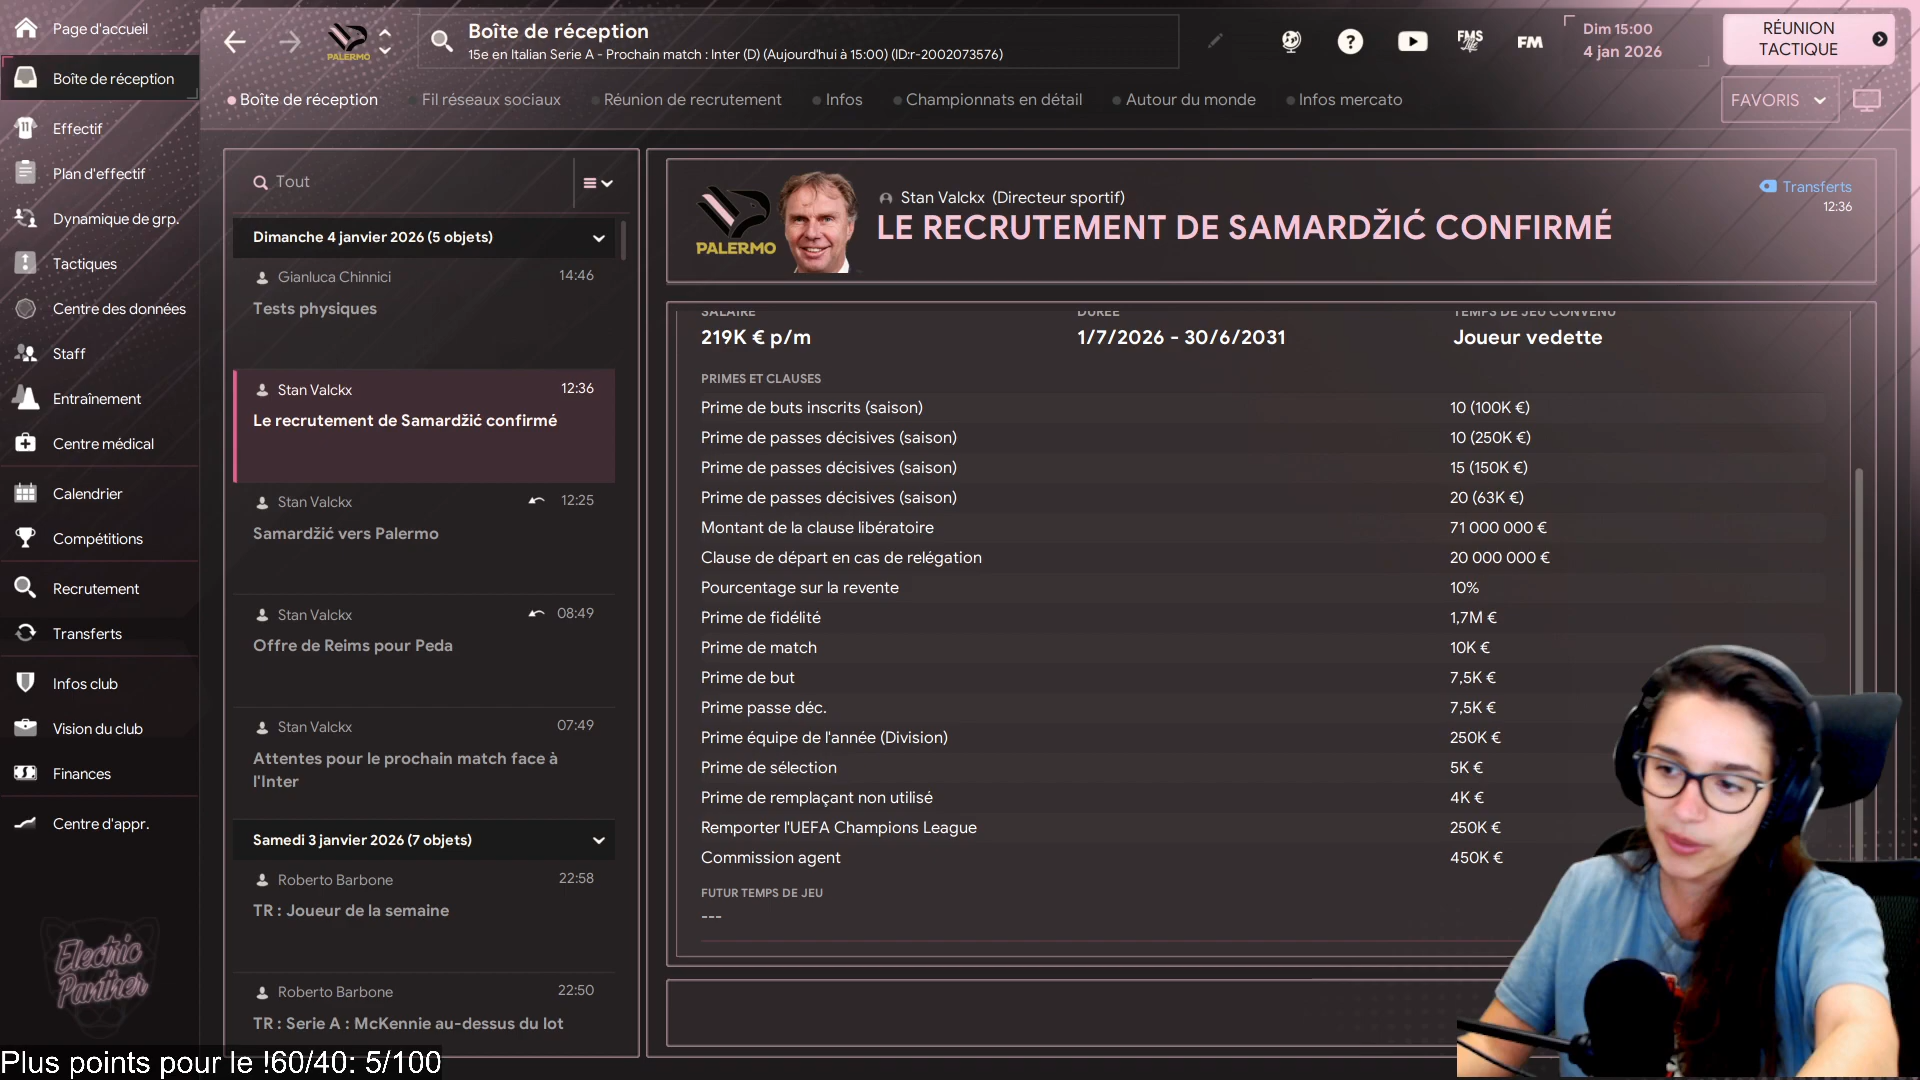 Page d'accueil
Boîte de réception
Effectif
Plan d'effectif
Dynamique de grp.
Tactiques
Centre des données
Staff
Entraînement
Centre médical
Calendrier
Compétitions
Recrutement
Transferts
Infos club
Vision du club
Finances
Centre d'appr.
Electric
Panther
PALERMO
Boîte de réception
15e en Italian Serie A - Prochain match : Inter (D) (Aujourd'hui à 15:00) (ID:r-2002073576)
FMS
life
FM
Dim 15:00
4 jan 2026
RÉUNION
TACTIQUE
Boîte de réception
Fil réseaux sociaux
Réunion de recrutement
Infos
Championnats en détail
Autour du monde
Infos mercato
FAVORIS
Tout
Dimanche 4 janvier 2026 (5 objets)
Gianluca Chinnici 14:46
Tests physiques
Stan Valckx 12:36
Le recrutement de Samardžić confirmé
Stan Valckx 12:25
Samardžić vers Palermo
Stan Valckx 08:49
Offre de Reims pour Peda
Stan Valckx 07:49
Attentes pour le prochain match face à
l'Inter
Samedi 3 janvier 2026 (7 objets)
Roberto Barbone 22:58
TR : Joueur de la semaine
Roberto Barbone 22:50
TR : Serie A : McKennie au-dessus du lot
PALERMO
Stan Valckx (Directeur sportif)
LE RECRUTEMENT DE SAMARDŽIĆ CONFIRMÉ
Transferts
12:36
SALAIRE DURÉE TEMPS DE JEU CONVENU
219K € p/m 1/7/2026 - 30/6/2031 Joueur vedette
PRIMES ET CLAUSES
Prime de buts inscrits (saison) 10 (100K €)
Prime de passes décisives (saison) 10 (250K €)
Prime de passes décisives (saison) 15 (150K €)
Prime de passes décisives (saison) 20 (63K €)
Montant de la clause libératoire 71 000 000 €
Clause de départ en cas de relégation 20 000 000 €
Pourcentage sur la revente 10%
Prime de fidélité 1,7M €
Prime de match 10K €
Prime de but 7,5K €
Prime passe déc. 7,5K €
Prime équipe de l'année (Division) 250K €
Prime de sélection 5K €
Prime de remplaçant non utilisé 4K €
Remporter l'UEFA Champions League 250K €
Commission agent 450K €
FUTUR TEMPS DE JEU
---
Plus points pour le !60/40: 5/100